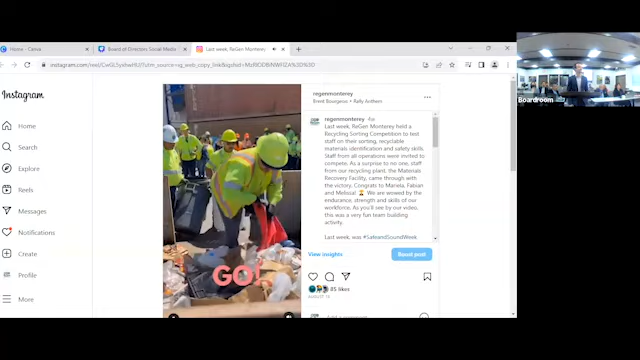 Home - Canva
Board of Directors Social Media
Last week, ReGen Monterey
Instagram
Home
Search
Explore
Reels
Messages
Notifications
Create
Profile
More
GO!
regenmonterey
Brent Bourgeois • Rally Anthem
regenmonterey 4w
Last week, ReGen Monterey held a
Recycling Sorting Competition to test
staff on their sorting, recyclable
materials identification and safety skills.
Staff from all operations were invited to
compete. As a surprise to no one, staff
from our recycling plant, the Materials
Recovery Facility, came through with
the victory. Congrats to Mariela, Fabian
and Melissa! 🏆 We are wowed by the
endurance, strength and skills of our
workforce. As you'll see by our video,
this was a very fun team building
activity.
Last week, was #SafeandSoundWeek
View insights
Boost post
85 likes
Boardroom